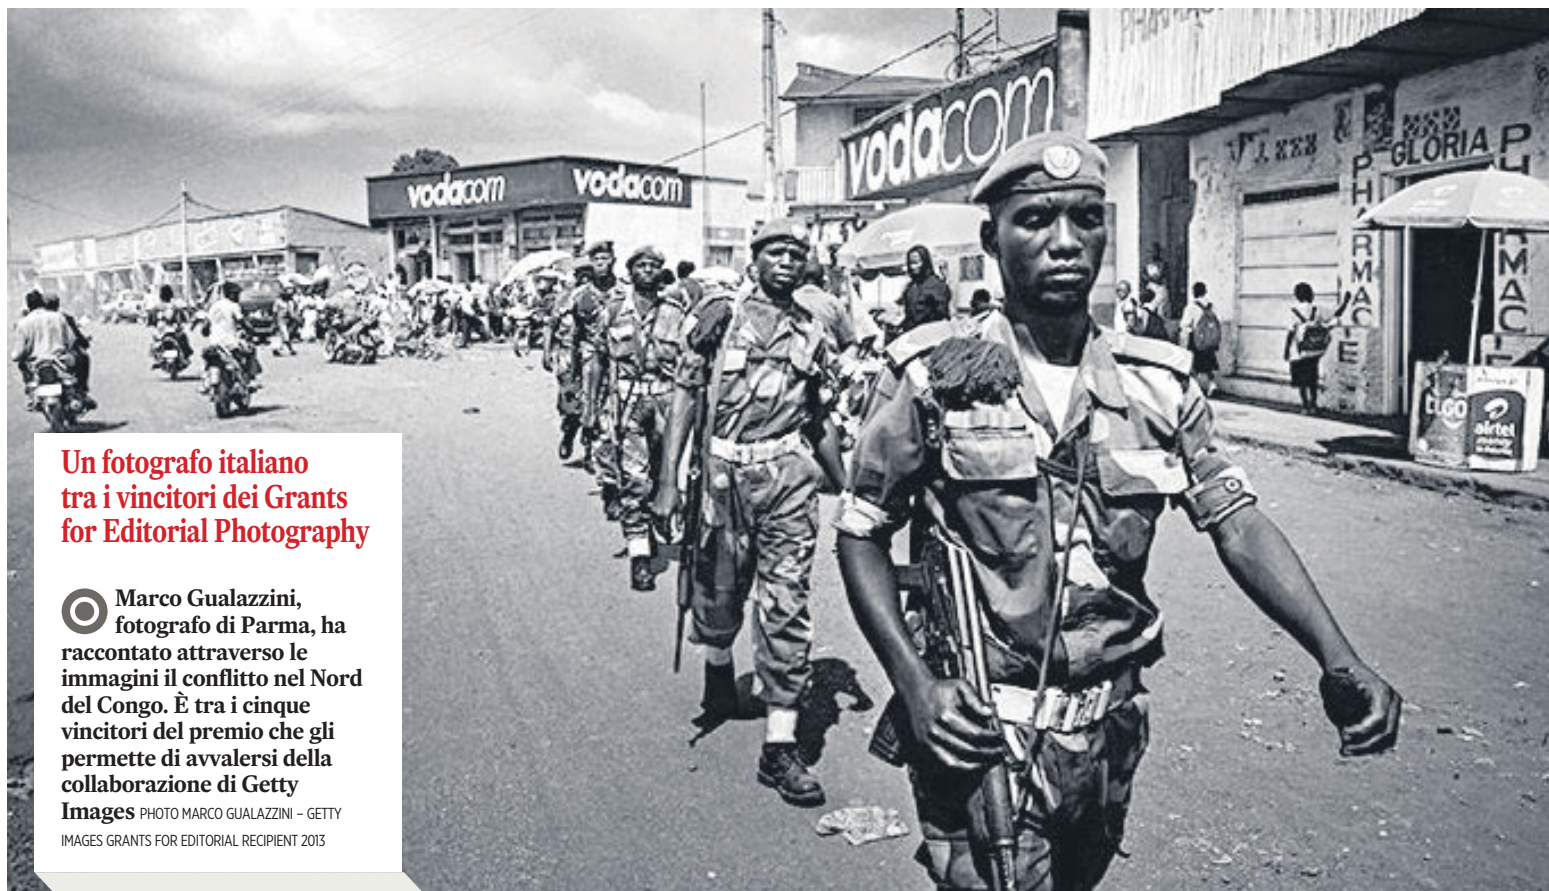 PHARMAC
vodacom
vodacom
vodacom
GLORIA
PHARMACIE
PHARMACIE
airtel
money
Un fotografo italiano
tra i vincitori dei Grants
for Editorial Photography
Marco Gualazzini,
fotografo di Parma, ha
raccontato attraverso le
immagini il conflitto nel Nord
del Congo. È tra i cinque
vincitori del premio che gli
permette di avvalersi della
collaborazione di Getty
Images PHOTO MARCO GUALAZZINI – GETTY
IMAGES GRANTS FOR EDITORIAL RECIPIENT 2013